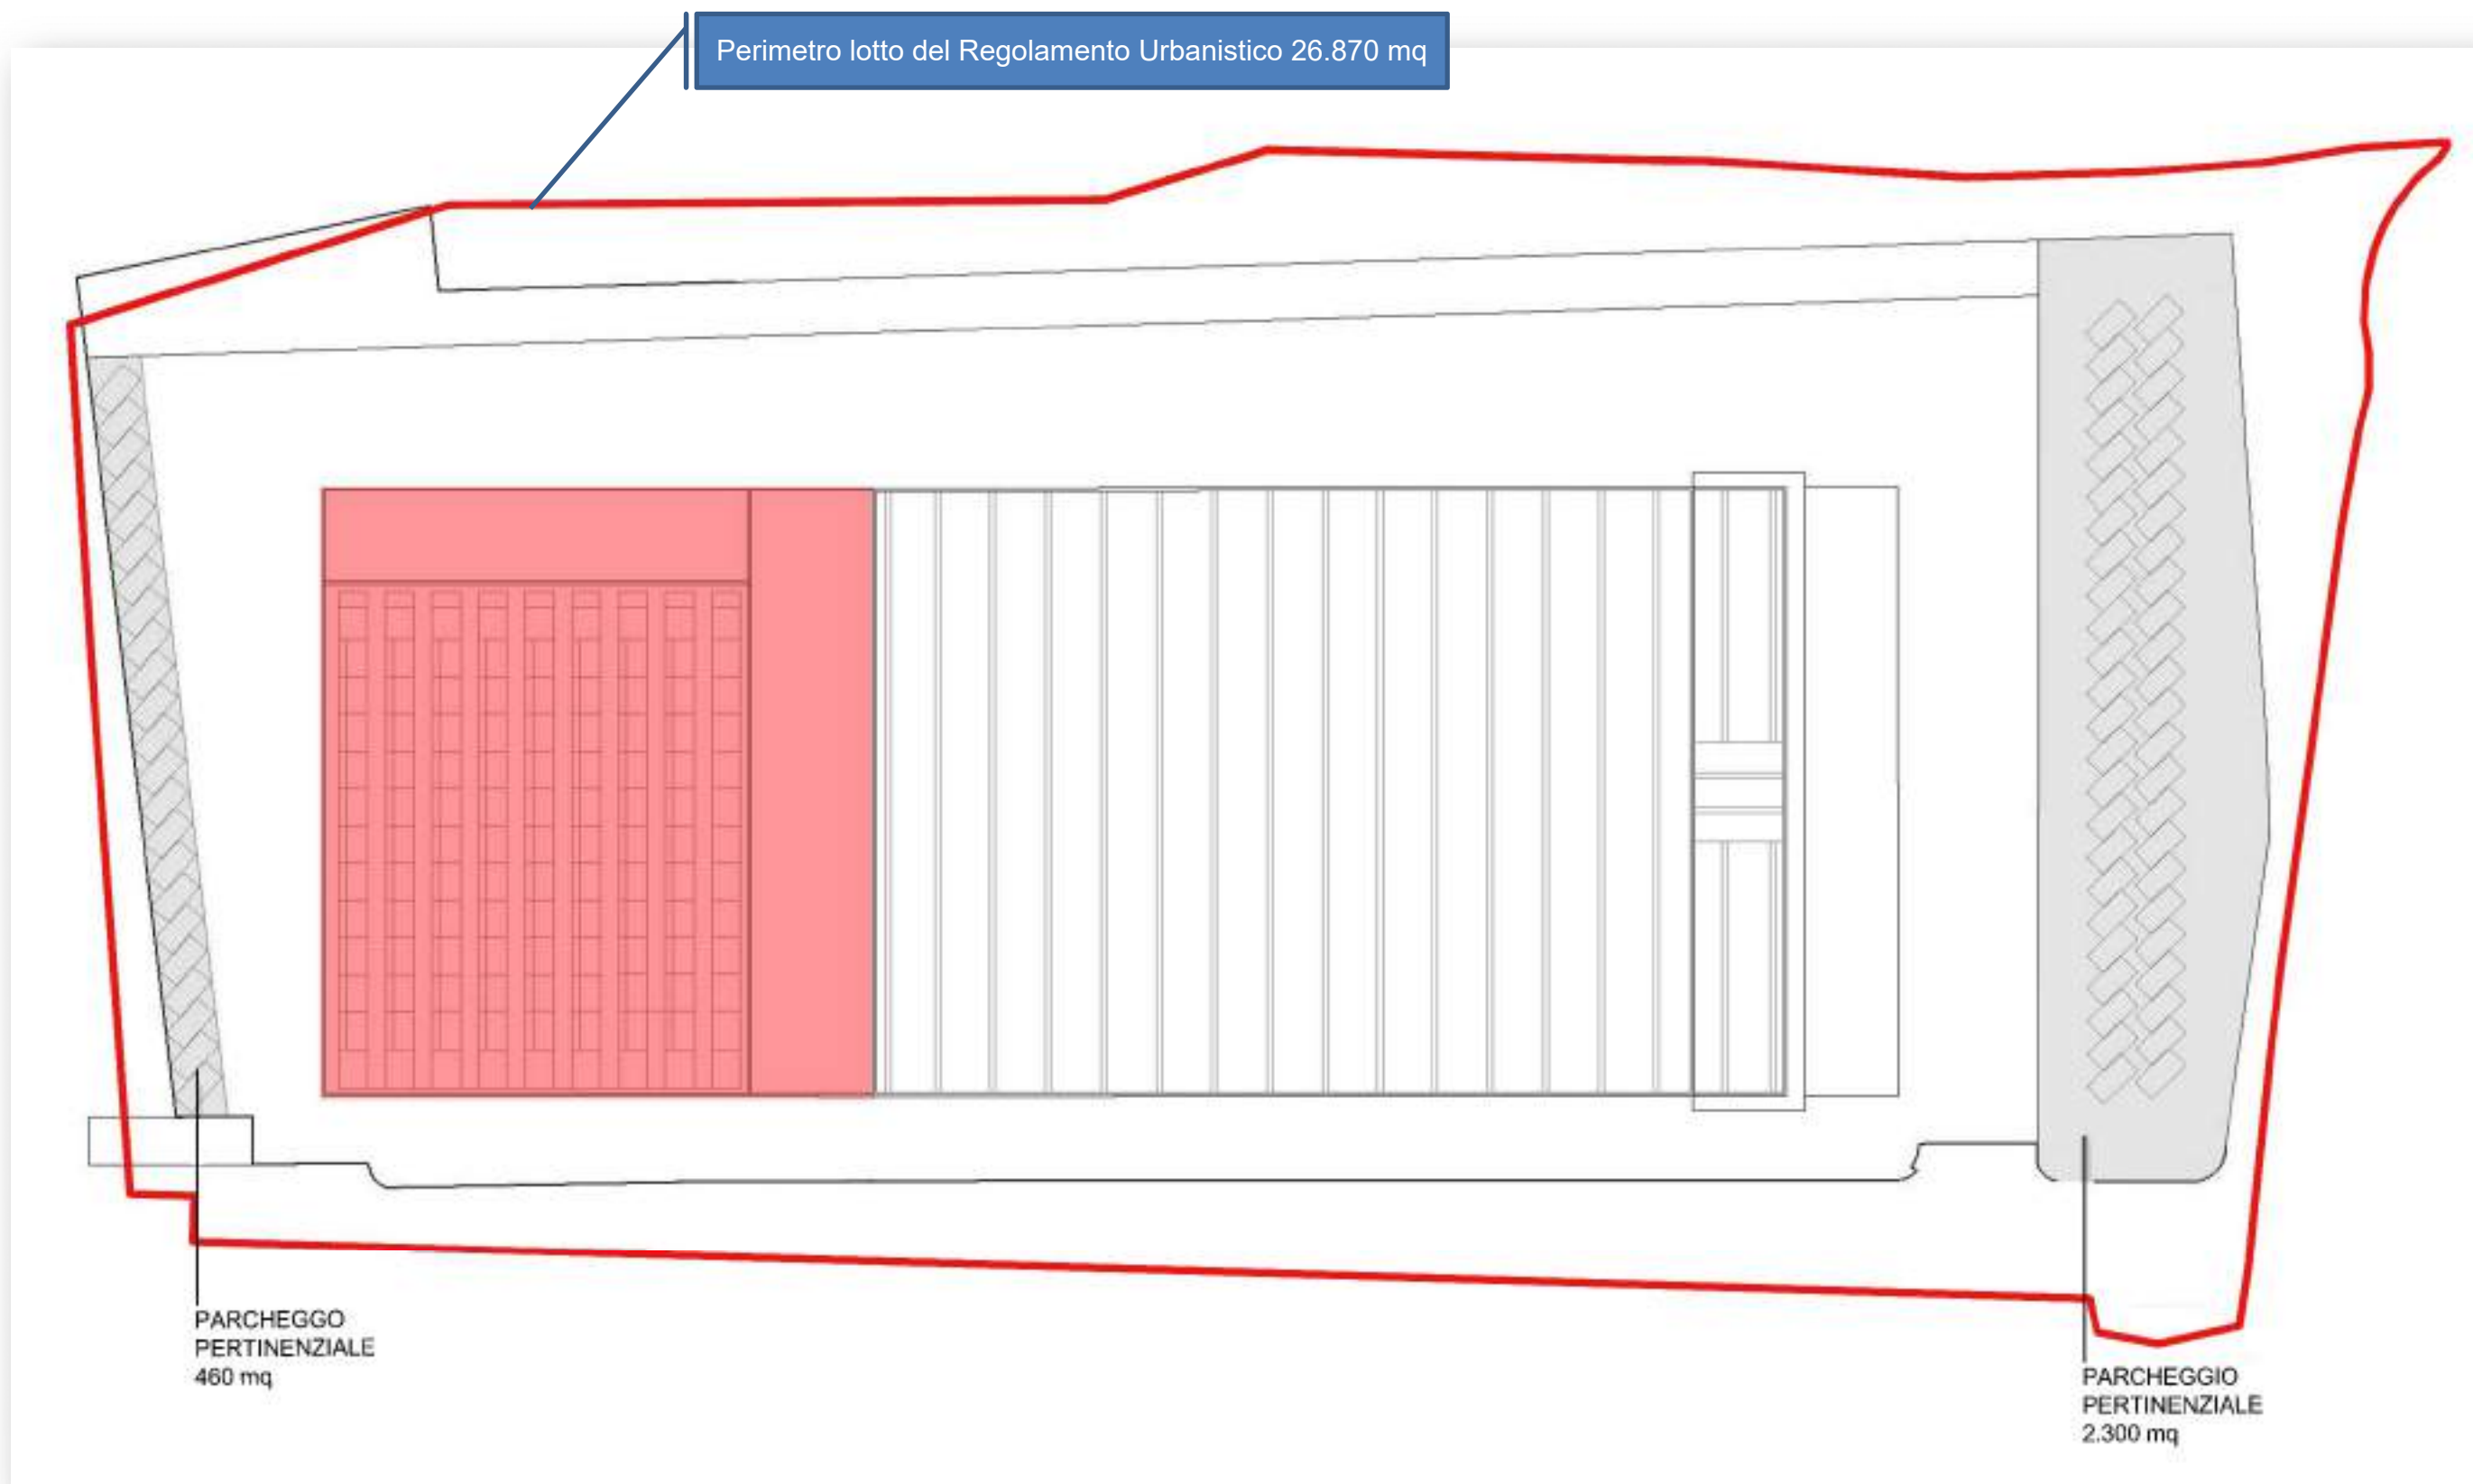 Perimetro lotto del Regolamento Urbanistico 26.870 mq
PARCHEGGO
PERTINENZIALE
460 mq
PARCHEGGIO
PERTINENZIALE
2.300 mq